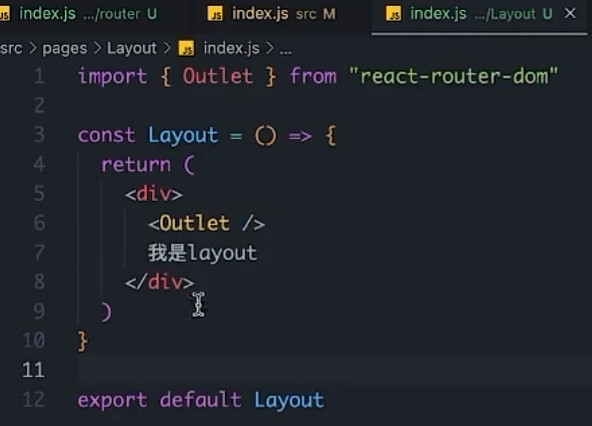 index.js .../router U index.js src M index.js .../Layout U ×
src > pages > Layout > JS index.js > ...
1 import { Outlet } from "react-router-dom"
2
3 const Layout = () => {
4 return (
5 <div>
6 <Outlet />
7 我是layout
8 </div>
9 )
10 }
11
12 export default Layout